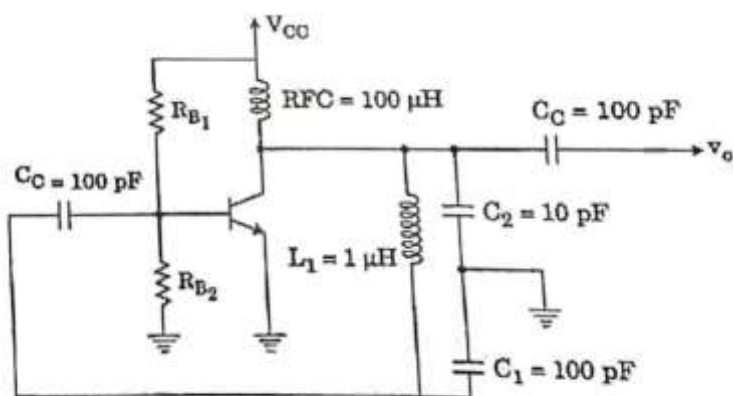 V_CC
RFC = 100 μH
R_B1
C_C = 100 pF
C_C = 100 pF
v_o
C_2 = 10 pF
L_1 = 1 μH
R_B2
C_1 = 100 pF